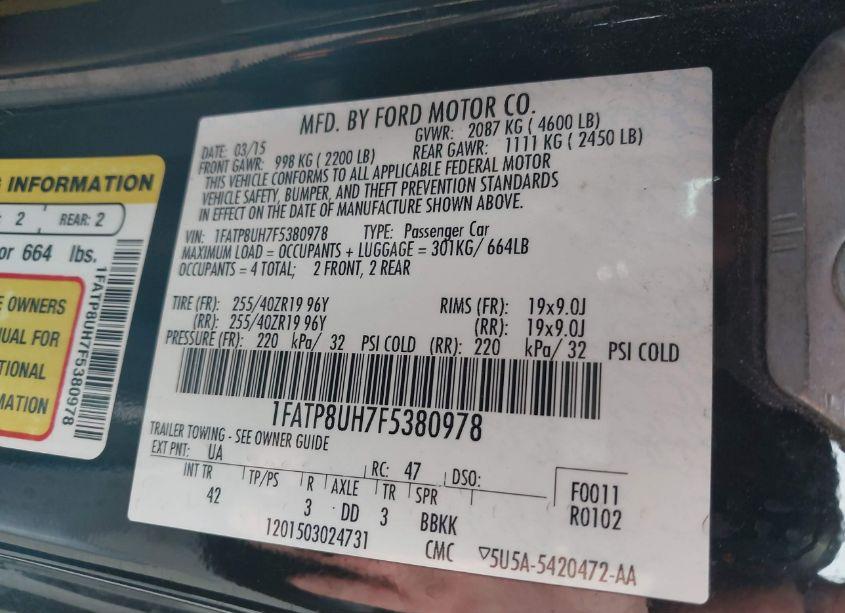 MFD. BY FORD MOTOR CO.
DATE: 03/15 GVWR: 2087 KG ( 4600 LB)
FRONT GAWR: 998 KG ( 2200 LB) REAR GAWR: 1111 KG ( 2450 LB)
THIS VEHICLE CONFORMS TO ALL APPLICABLE FEDERAL MOTOR
VEHICLE SAFETY, BUMPER, AND THEFT PREVENTION STANDARDS
IN EFFECT ON THE DATE OF MANUFACTURE SHOWN ABOVE.
VIN: 1FATP8UH7F5380978 TYPE: Passenger Car
MAXIMUM LOAD = OCCUPANTS + LUGGAGE = 301KG/ 664LB
OCCUPANTS = 4 TOTAL; 2 FRONT, 2 REAR
TIRE (FR): 255/40ZR19 96Y RIMS (FR): 19x9.0J
(RR): 255/40ZR19 96Y (RR): 19x9.0J
PRESSURE (FR): 220 kPa/ 32 PSI COLD (RR): 220 kPa/ 32 PSI COLD
1FATP8UH7F5380978
TRAILER TOWING - SEE OWNER GUIDE
EXT PNT: UA RC: 47 DSO:
INT TR TP/PS R AXLE TR SPR F0011
42 3 DD 3 BBKK R0102
1201503024731 CMC ▽5U5A-5420472-AA
G INFORMATION
: 2 REAR: 2
or 664 lbs.
E OWNERS
NUAL FOR
TIONAL
MATION
1FATP8UH7F5380978